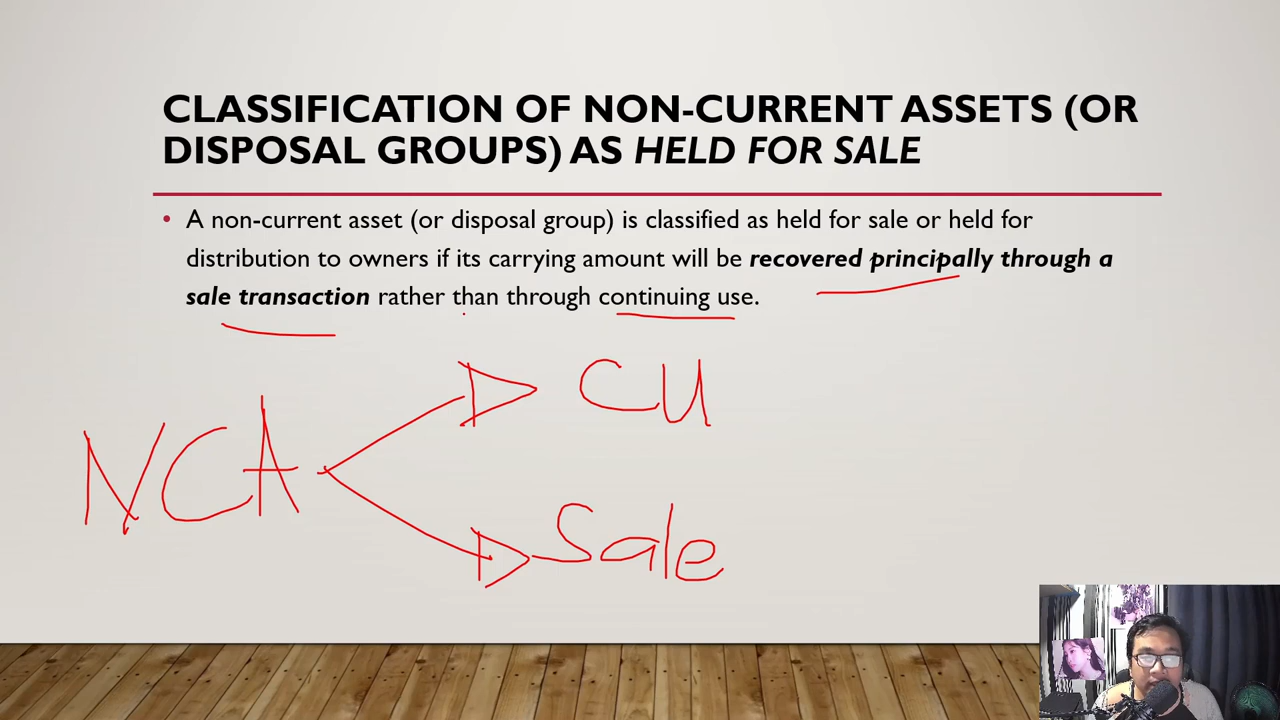 CLASSIFICATION OF NON-CURRENT ASSETS (OR
DISPOSAL GROUPS) AS HELD FOR SALE
• A non-current asset (or disposal group) is classified as held for sale or held for
distribution to owners if its carrying amount will be recovered principally through a
sale transaction rather than through continuing use.
CU
NCA
Sale